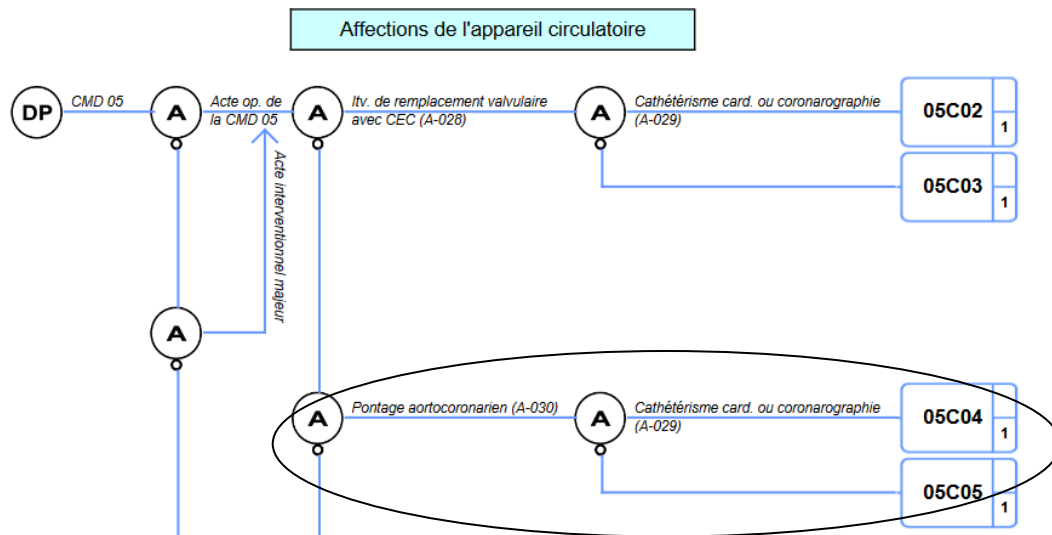 Affections de l'appareil circulatoire
DP
CMD 05
A
Acte op. de
la CMD 05
A
Itv. de remplacement valvulaire
avec CEC (A-028)
A
Cathétérisme card. ou coronarographie
(A-029)
05C02
1
05C03
1
Acte interventionnel majeur
A
A
Pontage aortocoronarien (A-030)
A
Cathétérisme card. ou coronarographie
(A-029)
05C04
1
05C05
1